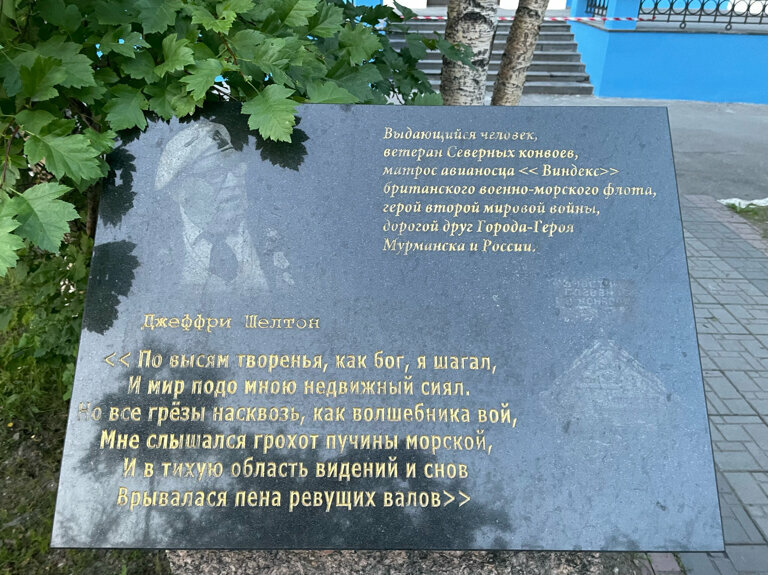 Выдающийся человек,
ветеран Северных конвоев,
матрос авианосца << Виндекс>>
британского военно-морского флота,
герой второй мировой войны,
дорогой друг Города-Героя
Мурманска и России.
Джеффри Шелтон
<< По высям творенья, как бог, я шагал,
И мир подо мною недвижный сиял.
Но все грёзы насквозь, как волшебника вой,
Мне слышался грохот пучины морской,
И в тихую область видений и снов
Врывалася пена ревущих валов>>